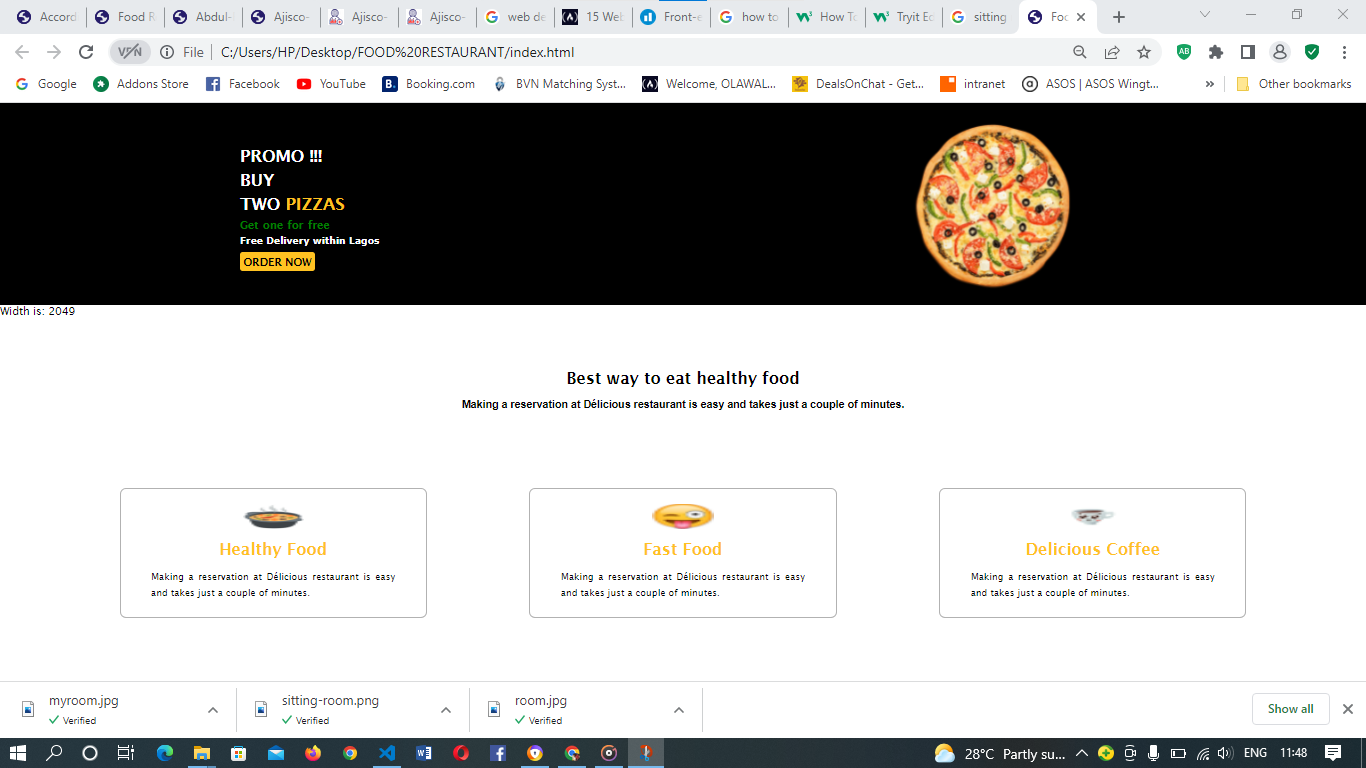 Accord
Food R
Abdul-
Ajisco-
Ajisco-
Ajisco-
web de
15 Web
Front-e
how to
How To
Tryit Ed
sitting
Foo
VPN
File
C:/Users/HP/Desktop/FOOD%20RESTAURANT/index.html
Google
Addons Store
Facebook
YouTube
Booking.com
BVN Matching Syst...
Welcome, OLAWAL...
DealsOnChat - Get...
intranet
ASOS | ASOS Wingt...
Other bookmarks
PROMO !!!
BUY
TWO PIZZAS
Get one for free
Free Delivery within Lagos
ORDER NOW
Width is: 2049
Best way to eat healthy food
Making a reservation at Délicious restaurant is easy and takes just a couple of minutes.
Healthy Food
Making a reservation at Délicious restaurant is easy
and takes just a couple of minutes.
Fast Food
Making a reservation at Délicious restaurant is easy
and takes just a couple of minutes.
Delicious Coffee
Making a reservation at Délicious restaurant is easy
and takes just a couple of minutes.
myroom.jpg
Verified
sitting-room.png
Verified
room.jpg
Verified
Show all
28°C Partly su...
ENG
11:48